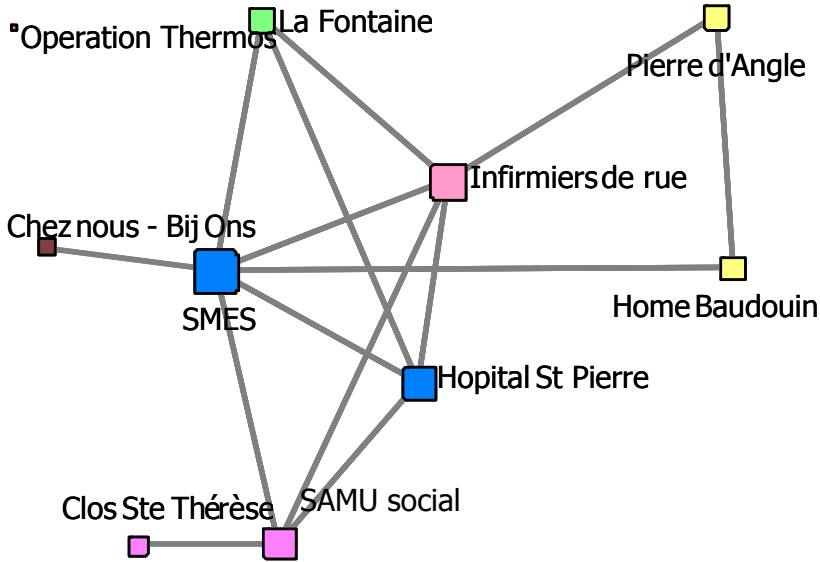 La Fontaine
Operation Thermos
Pierre d'Angle
Infirmiers de rue
Chez nous - Bij Ons
Home Baudouin
SMES
Hopital St Pierre
SAMU social
Clos Ste Thérèse